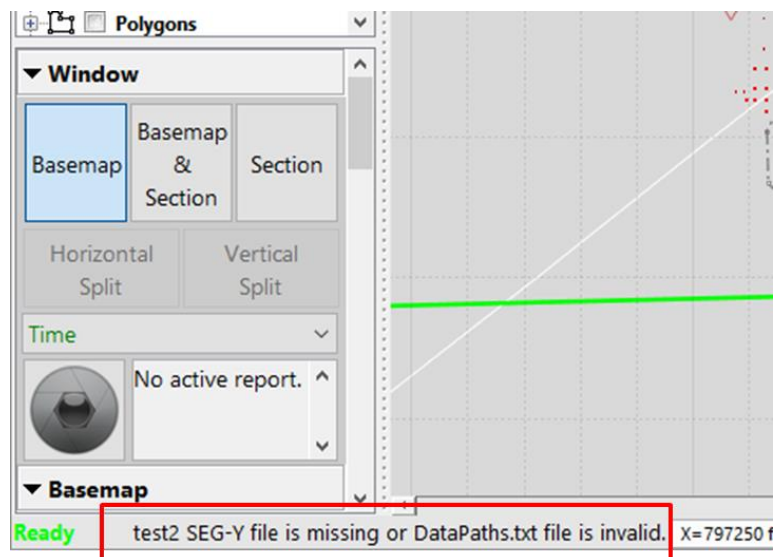 Polygons
Window
Basemap
Basemap
&
Section
Section
Horizontal
Split
Vertical
Split
Time
No active report.
Basemap
Ready
test2 SEG-Y file is missing or DataPaths.txt file is invalid.
X=797250 f